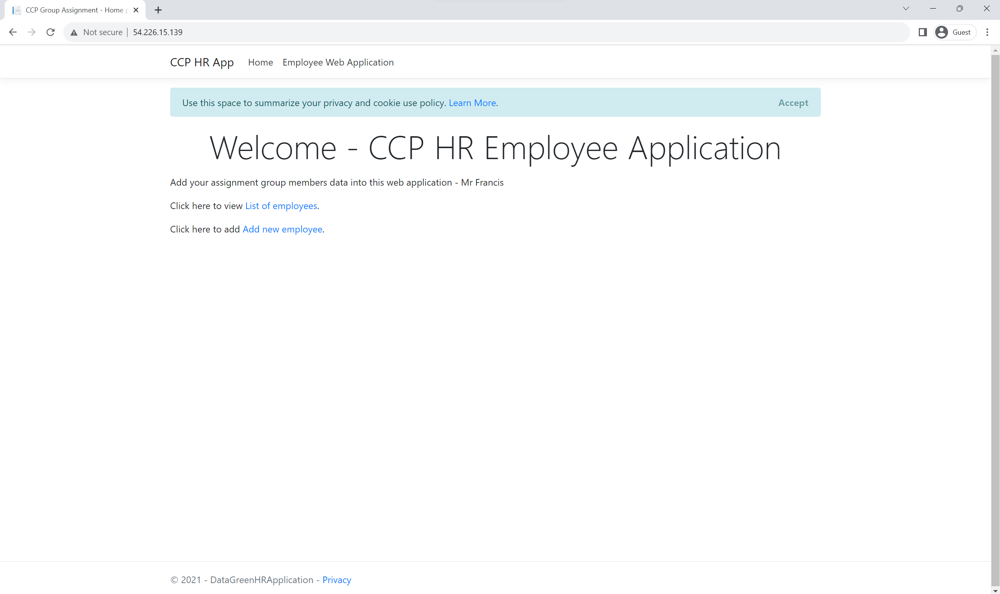 CCP Group Assignment - Home p
Not secure 54.226.15.139
Guest
CCP HR App Home Employee Web Application
Use this space to summarize your privacy and cookie use policy. Learn More. Accept
Welcome - CCP HR Employee Application
Add your assignment group members data into this web application - Mr Francis
Click here to view List of employees.
Click here to add Add new employee.
© 2021 - DataGreenHRApplication - Privacy